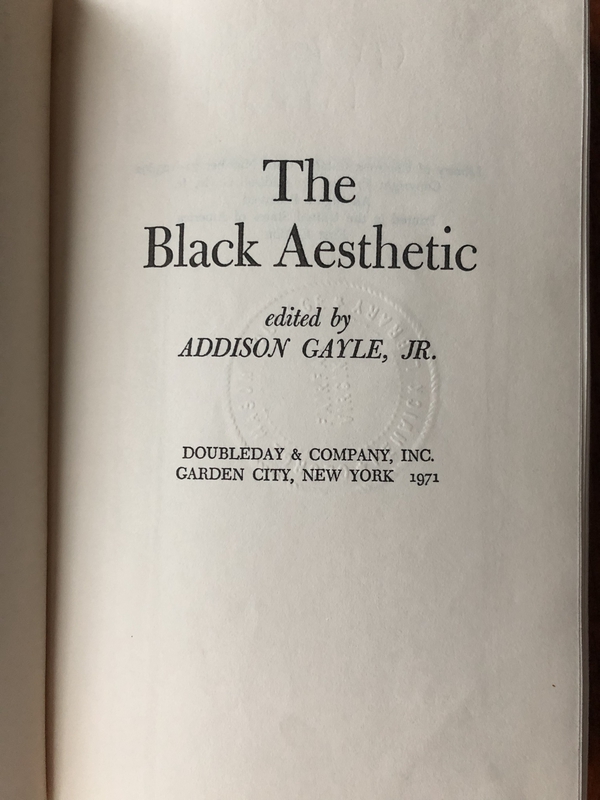 The
Black Aesthetic
edited by
ADDISON GAYLE, JR.
DOUBLEDAY & COMPANY, INC.
GARDEN CITY, NEW YORK 1971